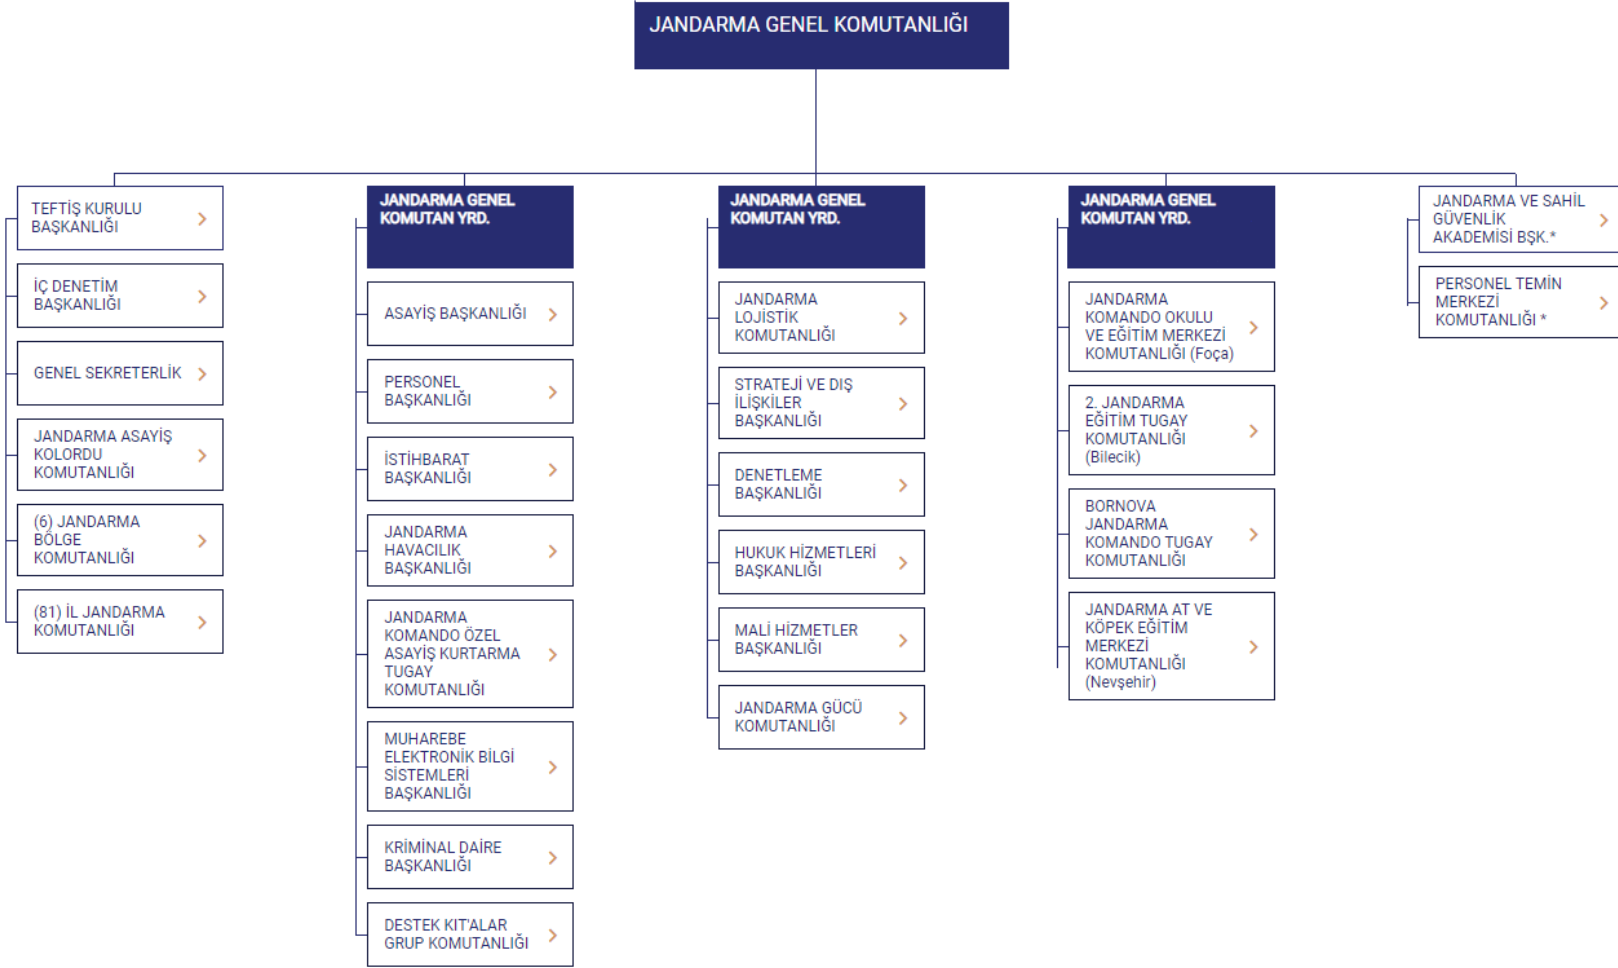 JANDARMA GENEL KOMUTANLIĞI
TEFTİŞ KURULU
BAŞKANLIĞI
İÇ DENETİM
BAŞKANLIĞI
GENEL SEKRETERLİK
JANDARMA ASAYİŞ
KOLORDU
KOMUTANLIĞI
(6) JANDARMA
BÖLGE
KOMUTANLIĞI
(81) İL JANDARMA
KOMUTANLIĞI
JANDARMA GENEL
KOMUTAN YRD.
ASAYİŞ BAŞKANLIĞI
PERSONEL
BAŞKANLIĞI
İSTİHBARAT
BAŞKANLIĞI
JANDARMA
HAVACILIK
BAŞKANLIĞI
JANDARMA
KOMANDO ÖZEL
ASAYİŞ KURTARMA
TUGAY
KOMUTANLIĞI
MUHAREBE
ELEKTRONİK BİLGİ
SİSTEMLERİ
BAŞKANLIĞI
KRİMİNAL DAİRE
BAŞKANLIĞI
DESTEK KIT'ALAR
GRUP KOMUTANLIĞI
JANDARMA GENEL
KOMUTAN YRD.
JANDARMA
LOJİSTİK
KOMUTANLIĞI
STRATEJİ VE DIŞ
İLİŞKİLER
BAŞKANLIĞI
DENETLEME
BAŞKANLIĞI
HUKUK HİZMETLERİ
BAŞKANLIĞI
MALİ HİZMETLER
BAŞKANLIĞI
JANDARMA GÜCÜ
KOMUTANLIĞI
JANDARMA GENEL
KOMUTAN YRD.
JANDARMA
KOMANDO OKULU
VE EĞİTİM MERKEZİ
KOMUTANLIĞI (Foça)
2. JANDARMA
EĞİTİM TUGAY
KOMUTANLIĞI
(Bilecik)
BORNOVA
JANDARMA
KOMANDO TUGAY
KOMUTANLIĞI
JANDARMA AT VE
KÖPEK EĞİTİM
MERKEZİ
KOMUTANLIĞI
(Nevşehir)
JANDARMA VE SAHİL
GÜVENLİK
AKADEMİSİ BŞK.*
PERSONEL TEMİN
MERKEZİ
KOMUTANLIĞI *